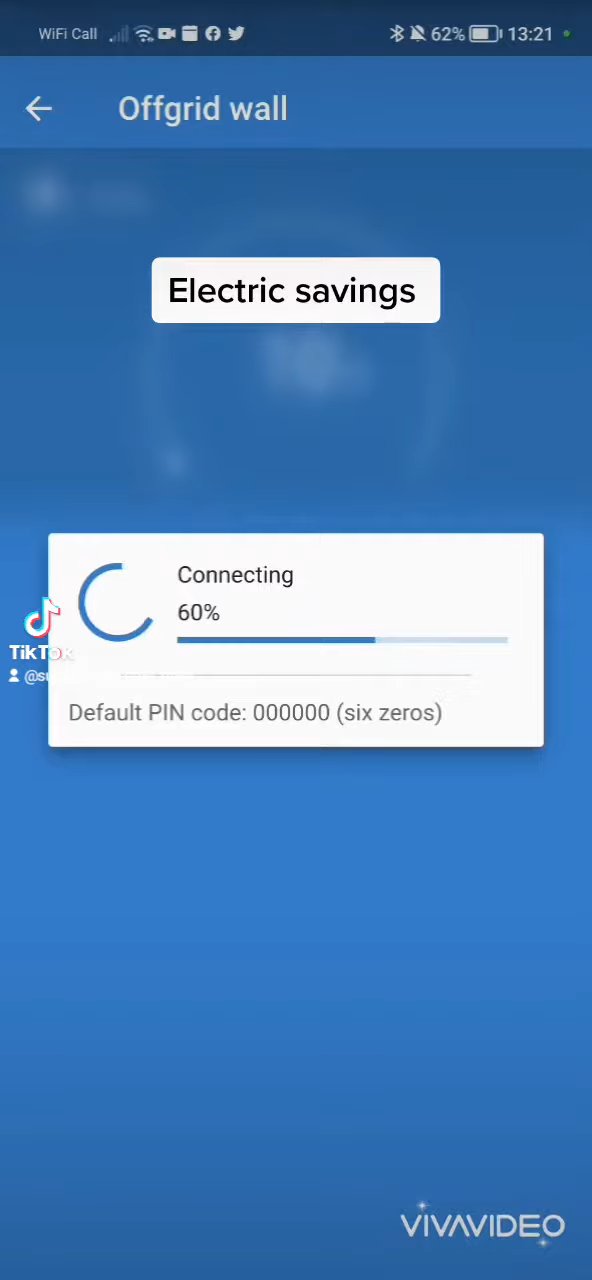 WiFi Call 62% 13:21
Offgrid wall
Electric savings
Connecting
60%
TikTok
Default PIN code: 000000 (six zeros)
VIVAVIDEO